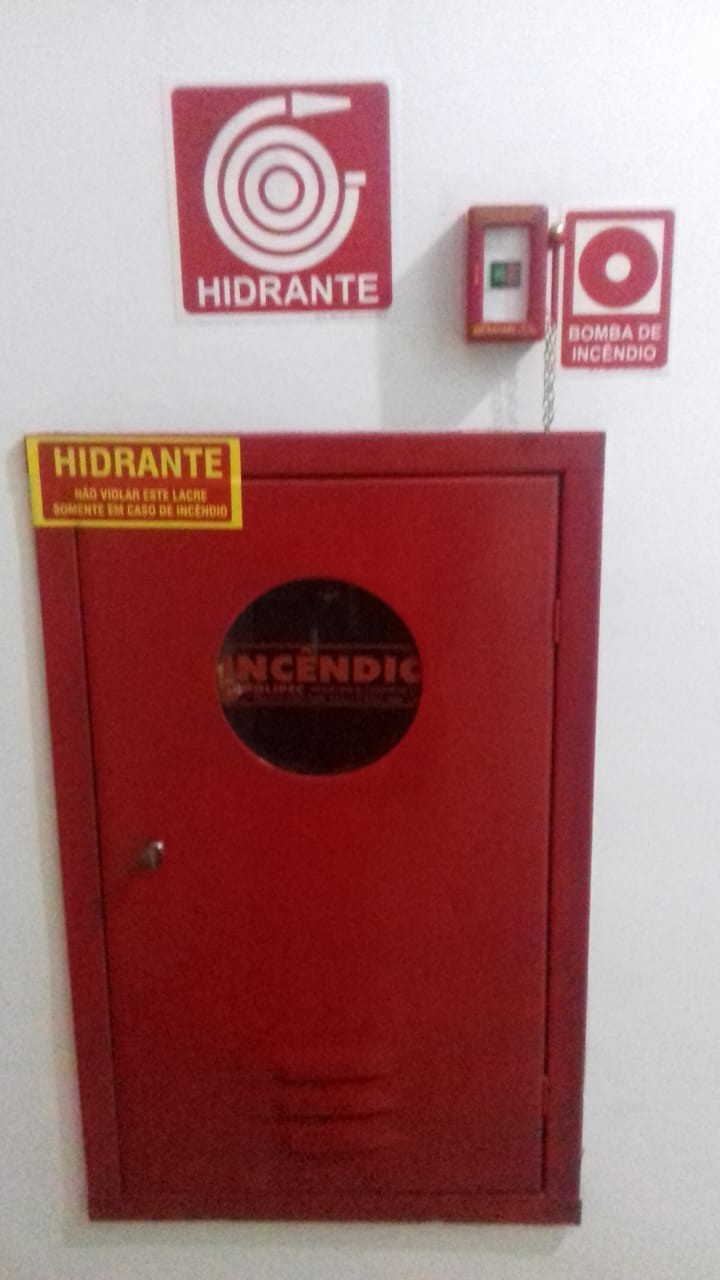 HIDRANTE
BOMBA DE
INCÊNDIO
HIDRANTE
NÃO VIOLAR ESTE LACRE
SOMENTE EM CASO DE INCÊNDIO
INCÊNDIO